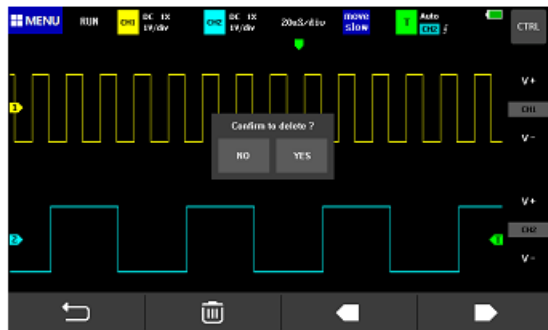 MENU RUN CH1 DC 1X 1V/div CH2 DC 1X 1V/div 20uS/div move slow T Auto CH2 CTRL
V+
1
CH1
Confirm to delete ?
V-
NO YES
V+
CH2
2 T
V-